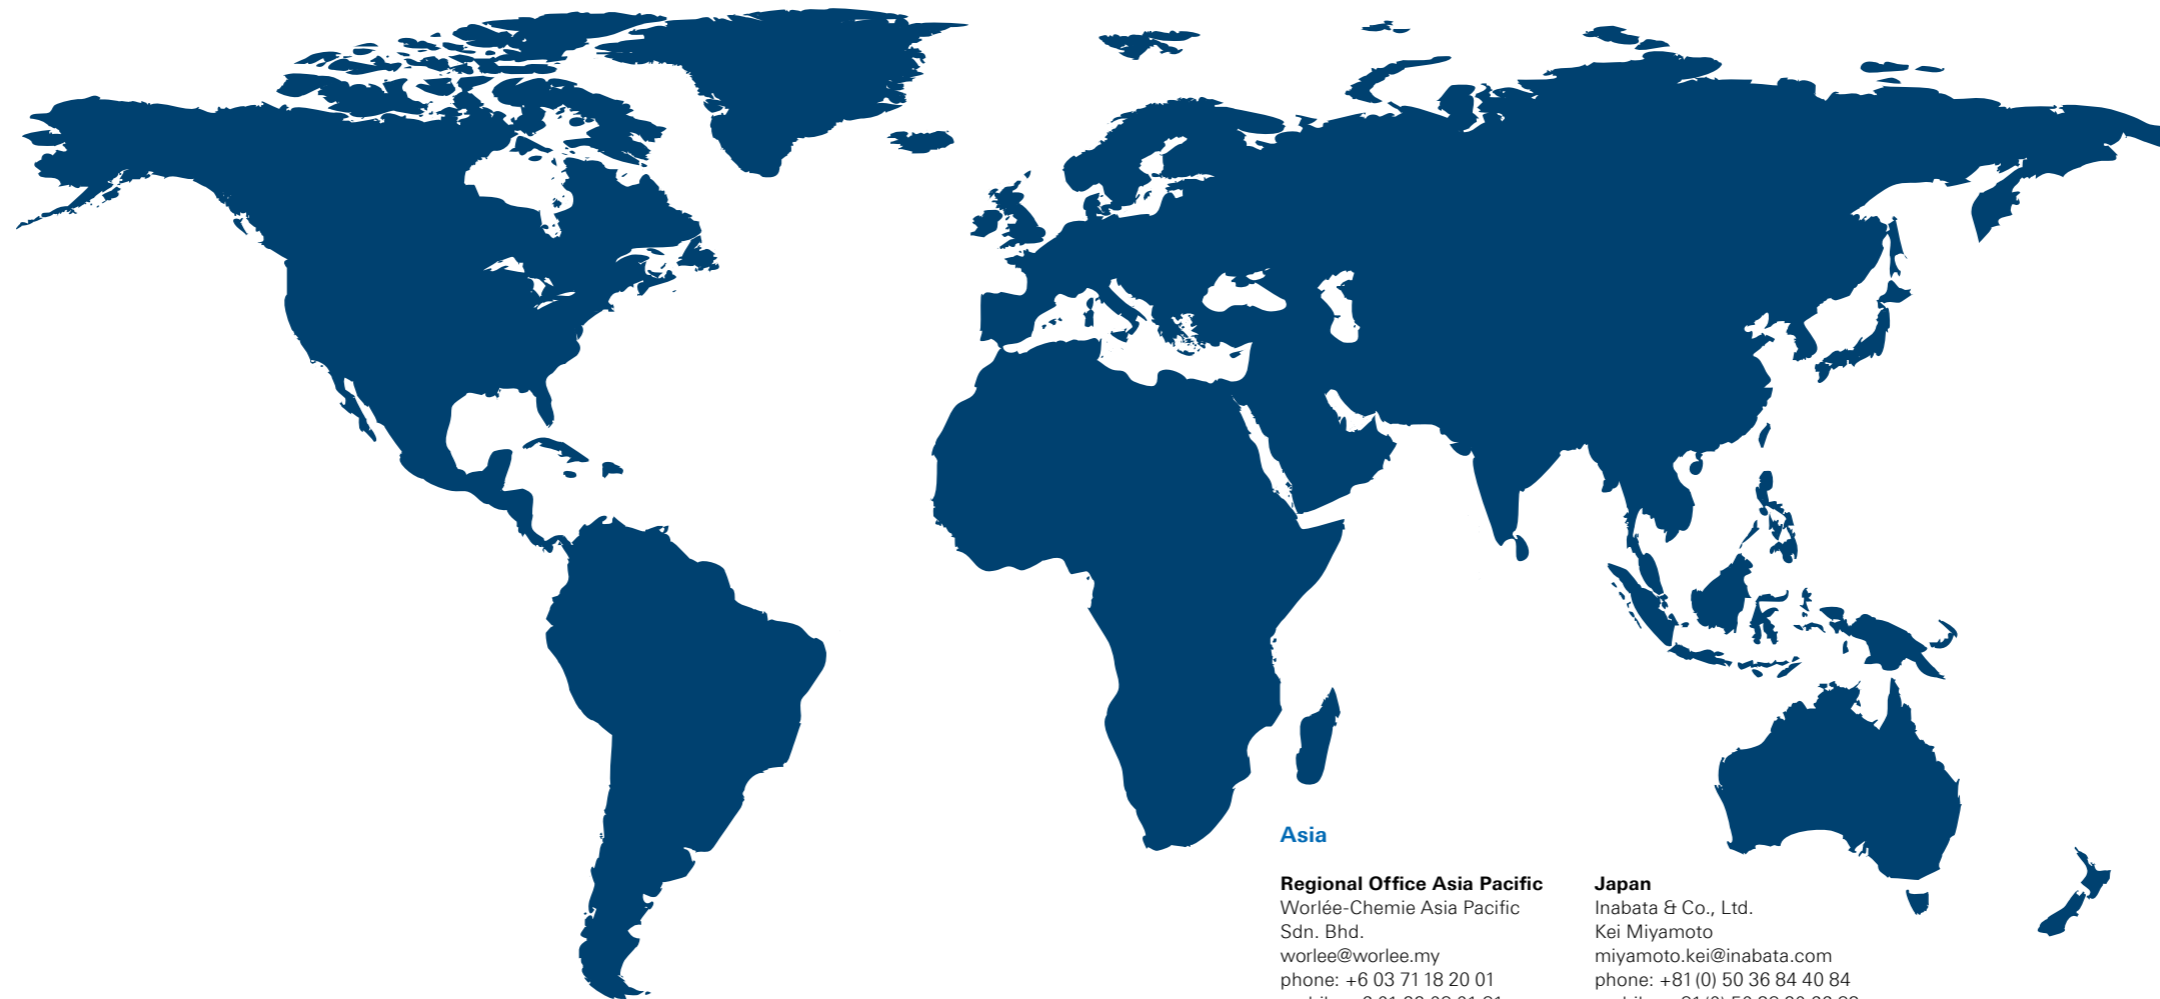 Asia
Regional Office Asia Pacific
Worlée-Chemie Asia Pacific
Sdn. Bhd.
worlee@worlee.my
phone: +6 03 71 18 20 01
Japan
Inabata & Co., Ltd.
Kei Miyamoto
miyamoto.kei@inabata.com
phone: +81 (0) 50 36 84 40 84